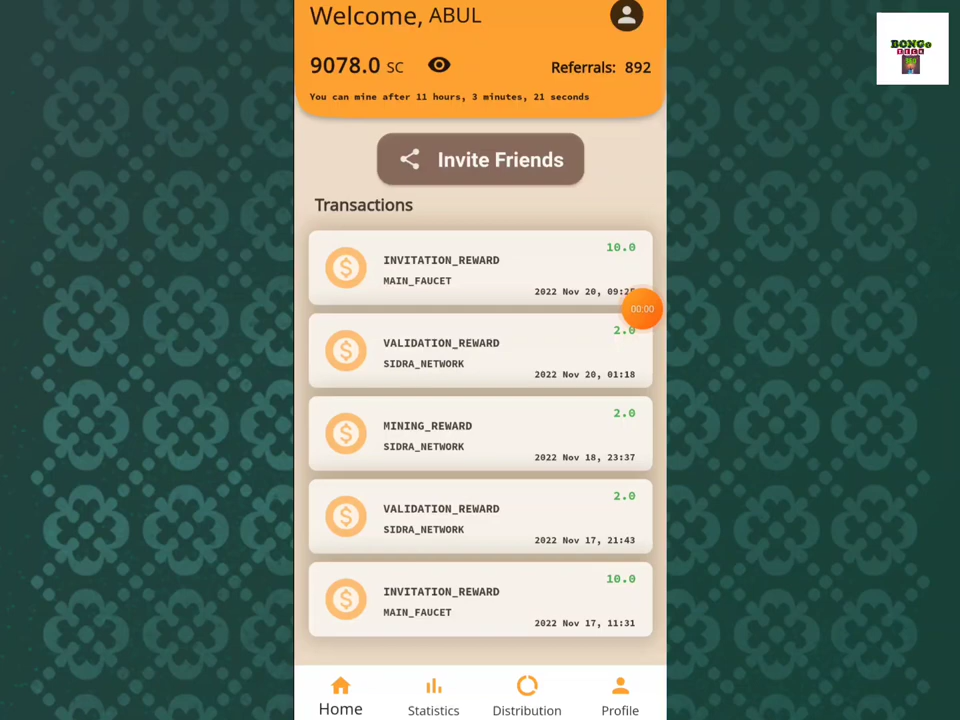 Welcome, ABUL
9078.0 SC
Referrals: 892
You can mine after 11 hours, 3 minutes, 21 seconds
Invite Friends
Transactions
INVITATION_REWARD
10.0
MAIN_FAUCET
2022 Nov 20, 09:25
00:00
VALIDATION_REWARD
2.0
SIDRA_NETWORK
2022 Nov 20, 01:18
MINING_REWARD
2.0
SIDRA_NETWORK
2022 Nov 18, 23:37
VALIDATION_REWARD
2.0
SIDRA_NETWORK
2022 Nov 17, 21:43
INVITATION_REWARD
10.0
MAIN_FAUCET
2022 Nov 17, 11:31
Home
Statistics
Distribution
Profile